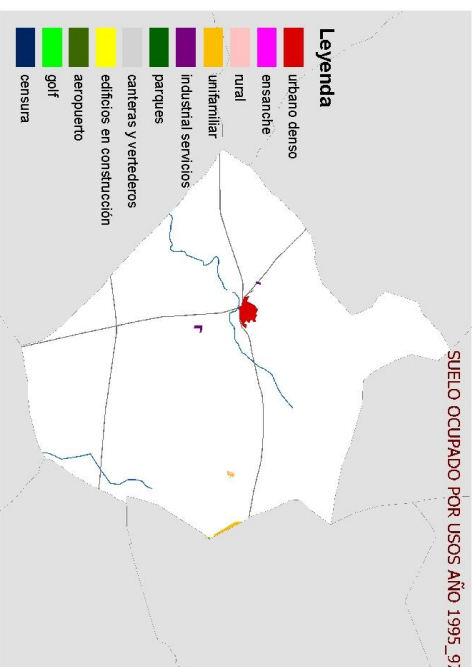 SUELO OCUPADO POR USOS AÑO 1995_9
Leyenda
urbano denso
ensanche
rural
unifamiliar
industrial servicios
parques
canteras y vertederos
edificios en construcción
aeropuerto
golf
censura